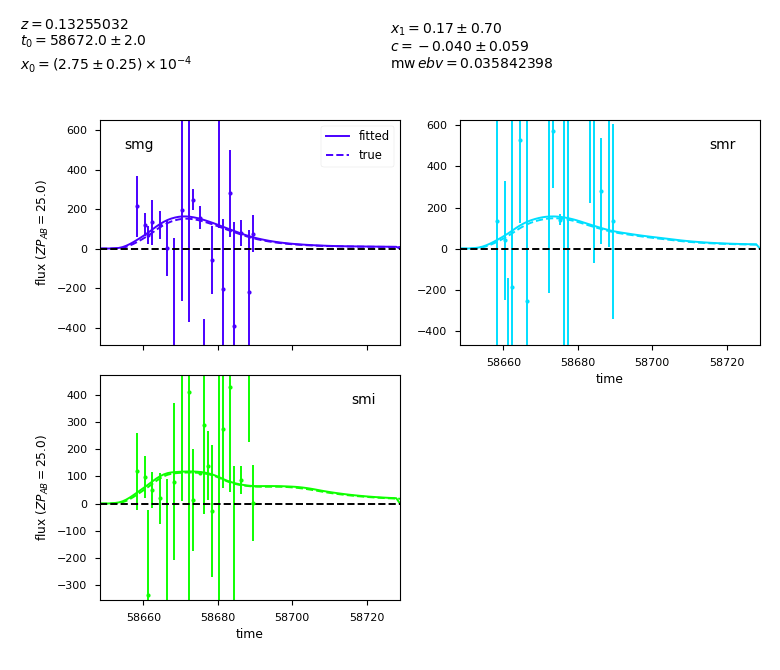 z = 0.13255032
t₀ = 58672.0 ± 2.0
x₀ = (2.75 ± 0.25) × 10⁻⁴
x₁ = 0.17 ± 0.70
c = −0.040 ± 0.059
mw ebv = 0.035842398
smg
fitted
true
600
400
200
0
−200
−400
flux (ZP_AB = 25.0)
smr
600
400
200
0
−200
−400
58660 58680 58700 58720
time
smi
400
300
200
100
0
−100
−200
−300
flux (ZP_AB = 25.0)
58660 58680 58700 58720
time